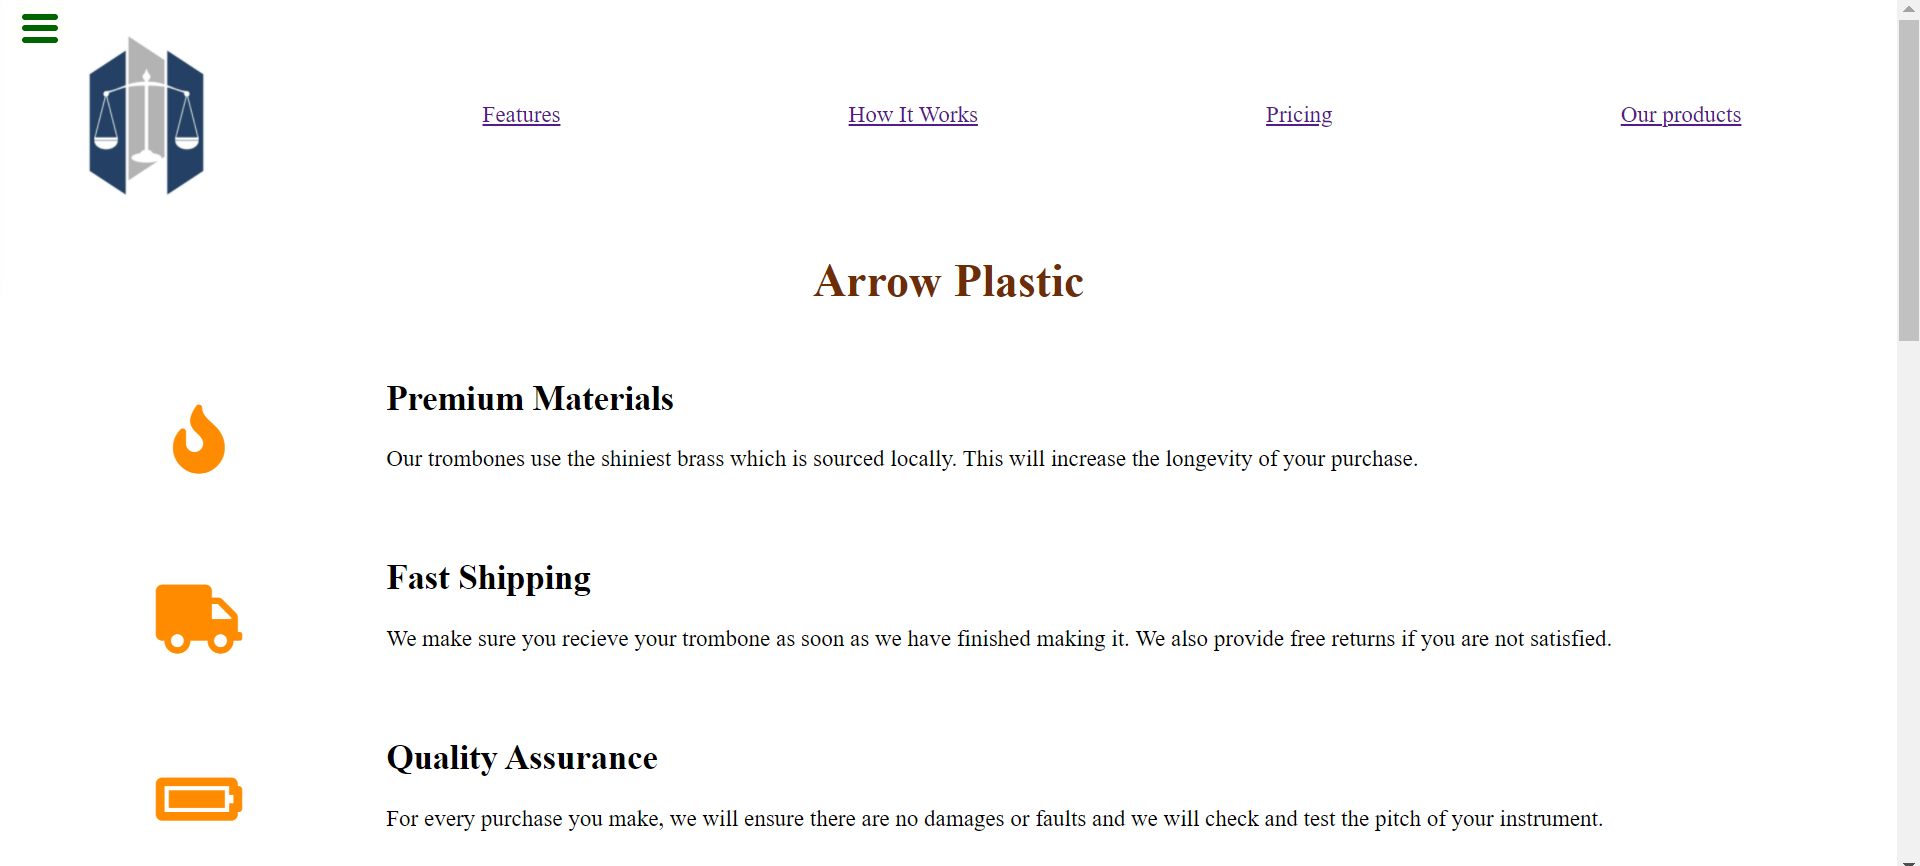 Features How It Works Pricing Our products
Arrow Plastic
Premium Materials
Our trombones use the shiniest brass which is sourced locally. This will increase the longevity of your purchase.
Fast Shipping
We make sure you recieve your trombone as soon as we have finished making it. We also provide free returns if you are not satisfied.
Quality Assurance
For every purchase you make, we will ensure there are no damages or faults and we will check and test the pitch of your instrument.